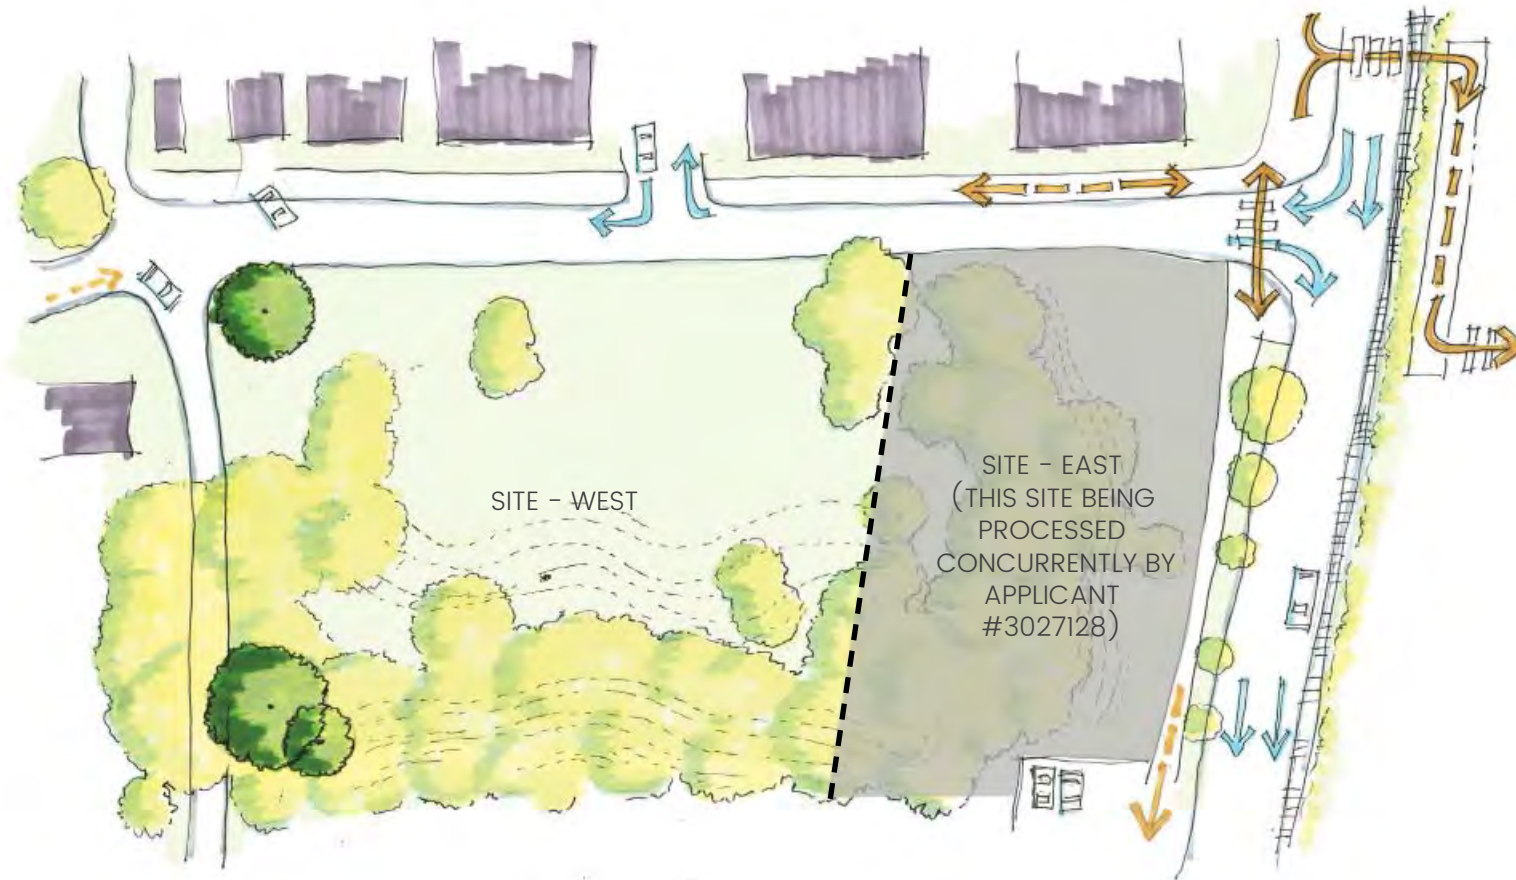 SITE - WEST
SITE - EAST
(THIS SITE BEING
PROCESSED
CONCURRENTLY BY
APPLICANT
#3027128)